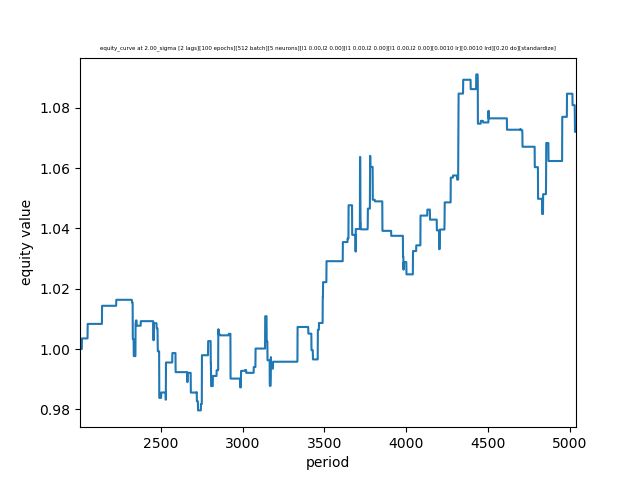 equity_curve at 2.00_sigma [2 lags][100 epochs][512 batch][5 neurons][l1 0.00,l2 0.00][l1 0.00,l2 0.00][l1 0.00,l2 0.00][0.0010 lr][0.0010 lrd][0.20 do][standardize]
1.08
1.06
1.04
1.02
1.00
0.98
equity value
2500 3000 3500 4000 4500 5000
period